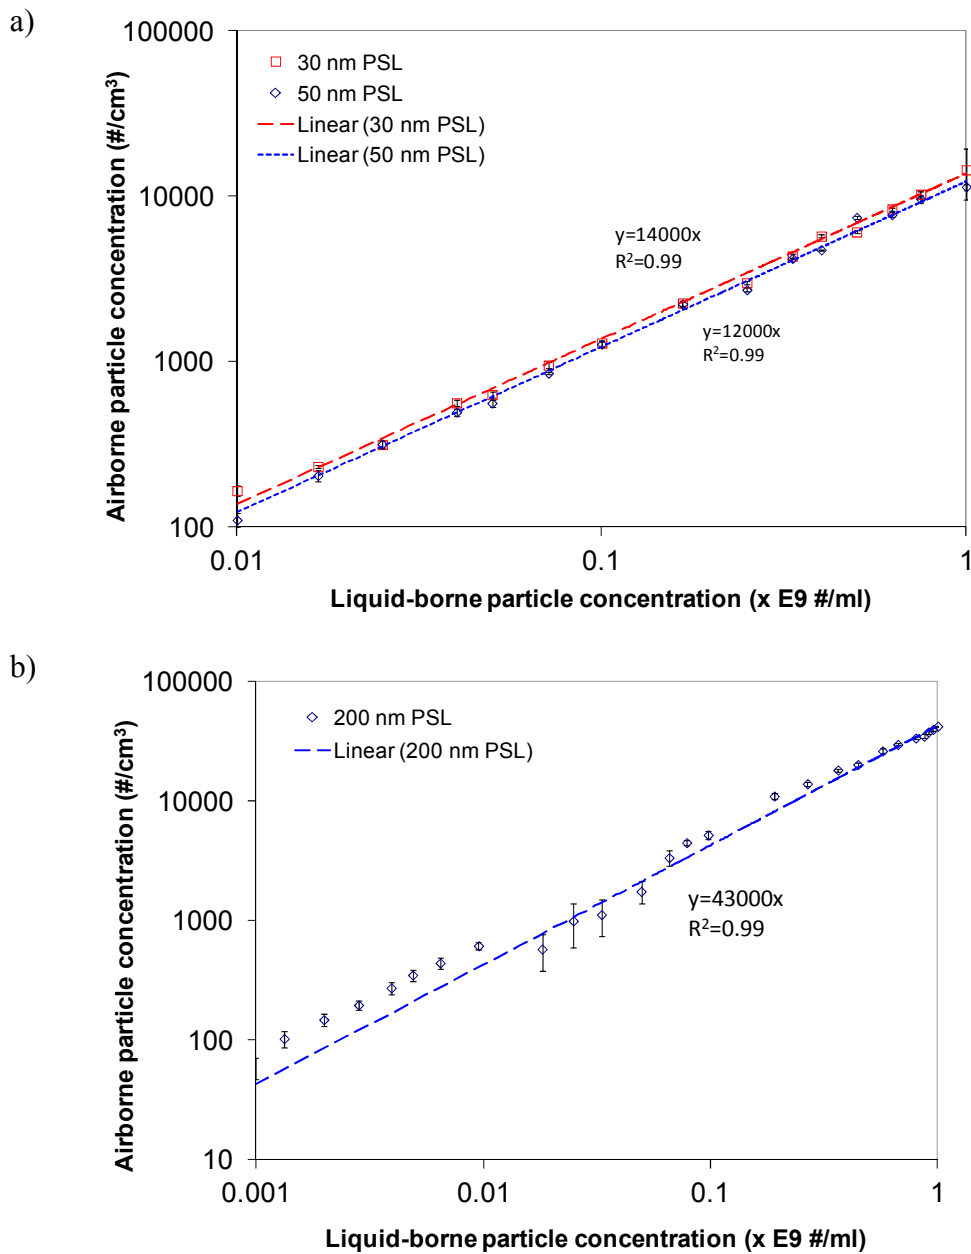 a)
Airborne particle concentration (#/cm³)
100000
10000
1000
100
30 nm PSL
50 nm PSL
Linear (30 nm PSL)
Linear (50 nm PSL)
y=14000x
R²=0.99
y=12000x
R²=0.99
0.01
0.1
1
Liquid-borne particle concentration (x E9 #/ml)
b)
Airborne particle concentration (#/cm³)
100000
10000
1000
100
10
200 nm PSL
Linear (200 nm PSL)
y=43000x
R²=0.99
0.001
0.01
0.1
1
Liquid-borne particle concentration (x E9 #/ml)